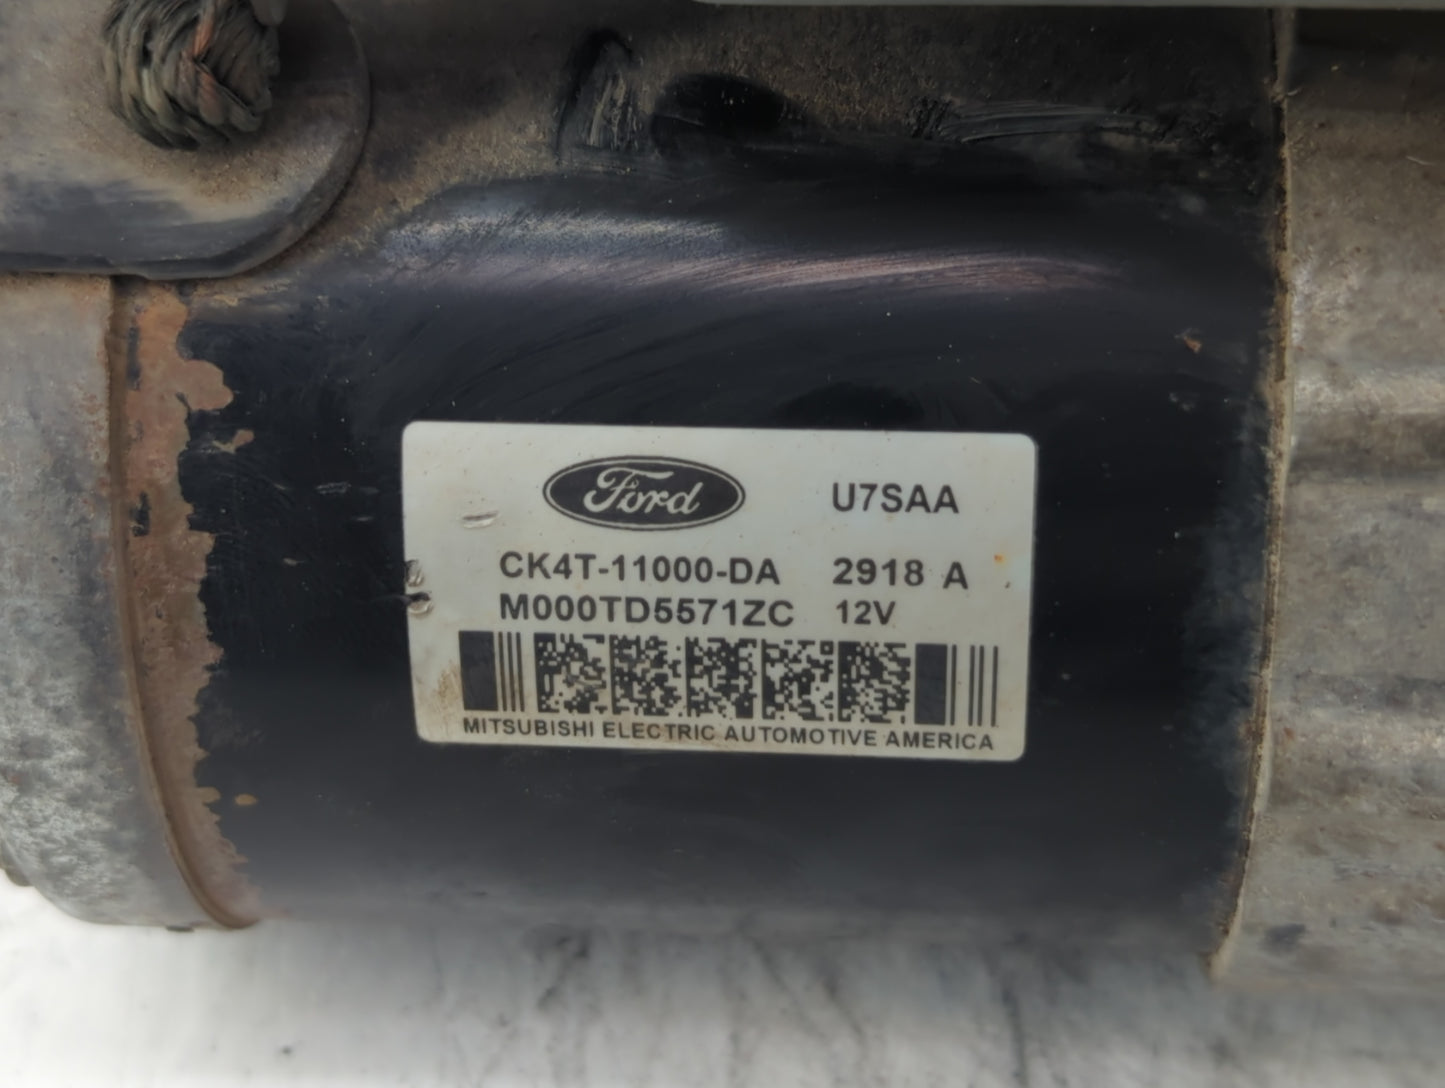 Ford U7SAA
CK4T-11000-DA 2918 A
M000TD5571ZC 12V
MITSUBISHI ELECTRIC AUTOMOTIVE AMERICA